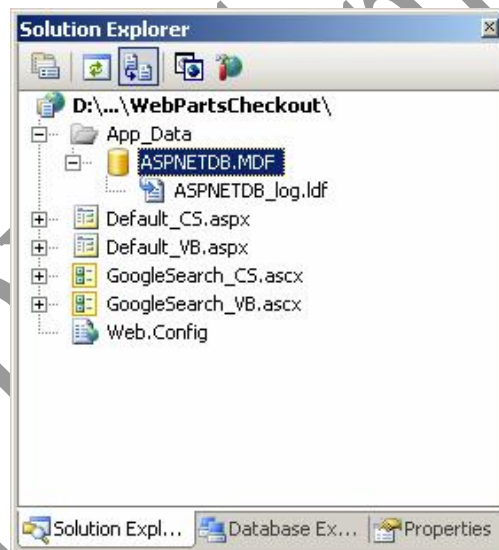 Solution Explorer
D:\...\WebPartsCheckout\
App_Data
ASPNETDB.MDF
ASPNETDB_log.ldf
Default_CS.aspx
Default_VB.aspx
GoogleSearch_CS.ascx
GoogleSearch_VB.ascx
Web.Config
Solution Expl... Database Ex... Properties